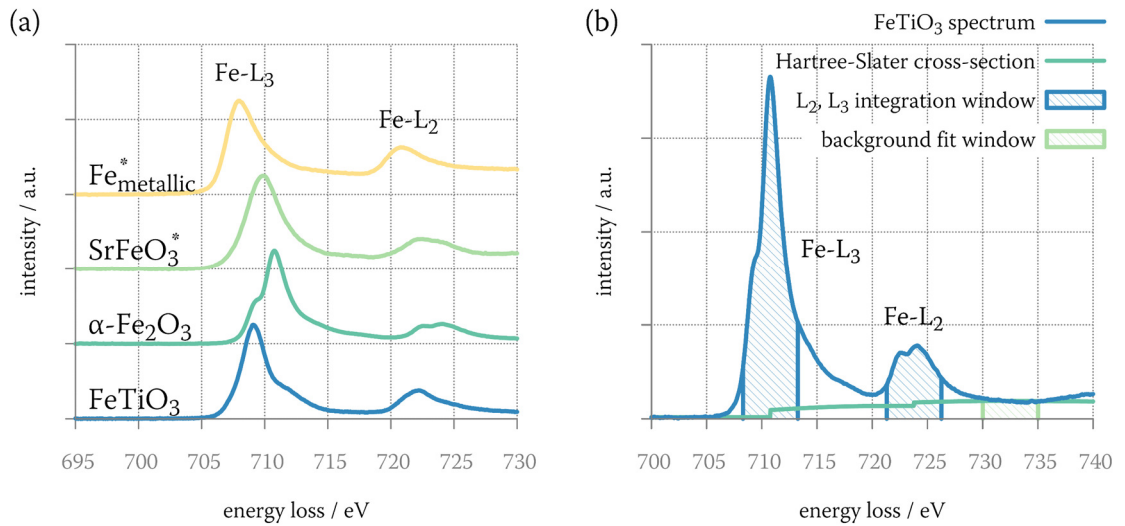 (a)
Fe-L₃
Fe-L₂
Fe*metallic
SrFeO₃*
α-Fe₂O₃
FeTiO₃
intensity / a.u.
695 700 705 710 715 720 725 730
energy loss / eV
(b)
FeTiO₃ spectrum
Hartree-Slater cross-section
L₂, L₃ integration window
background fit window
Fe-L₃
Fe-L₂
intensity / a.u.
700 705 710 715 720 725 730 735 740
energy loss / eV